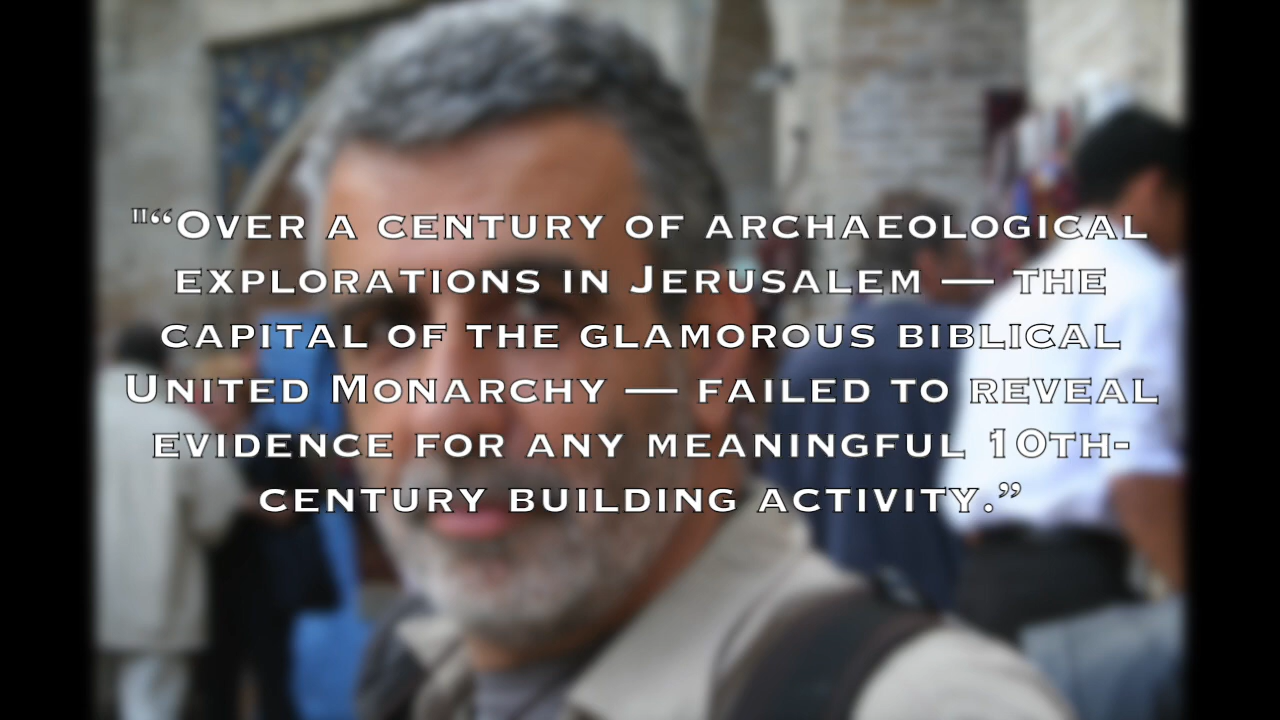 "“Over a century of archaeological
explorations in Jerusalem — the
capital of the glamorous biblical
United Monarchy — failed to reveal
evidence for any meaningful 10th-
century building activity.”